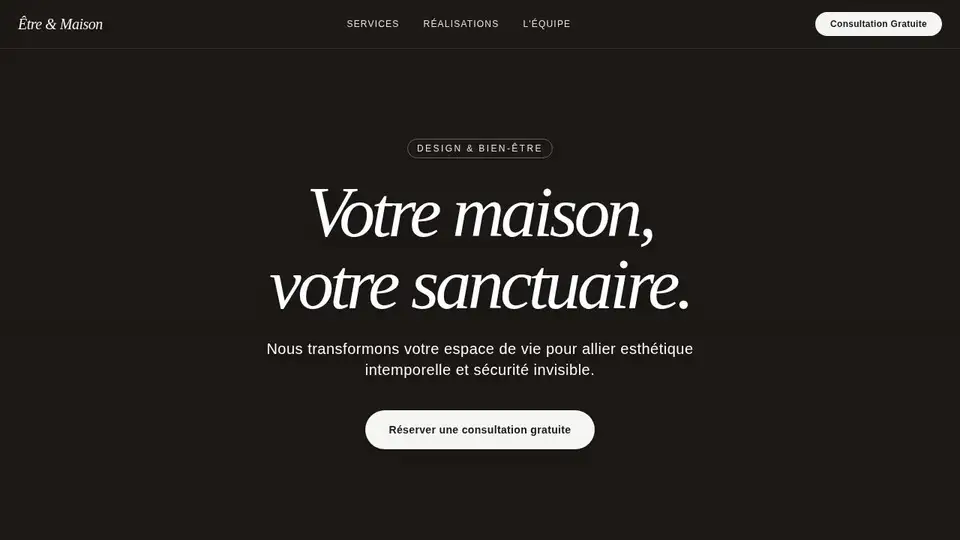 Être & Maison
SERVICES
RÉALISATIONS
L'ÉQUIPE
Consultation Gratuite
DESIGN & BIEN-ÊTRE
Votre maison,
votre sanctuaire.
Nous transformons votre espace de vie pour allier esthétique
intemporelle et sécurité invisible.
Réserver une consultation gratuite